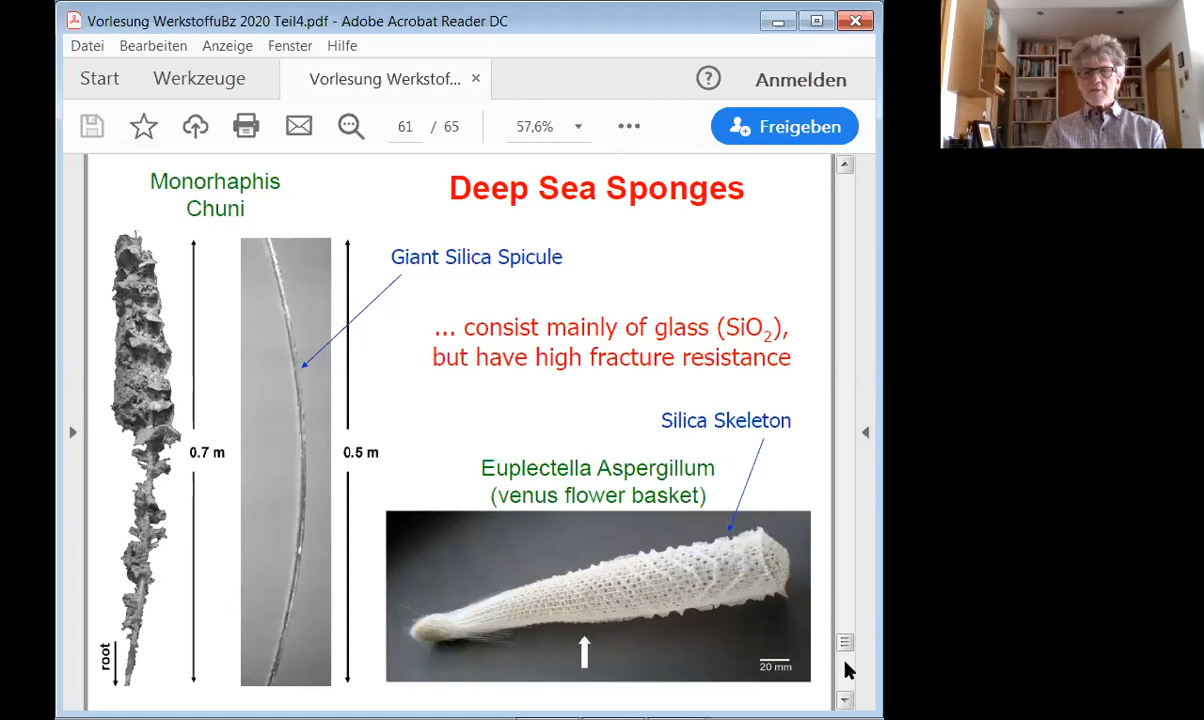 Vorlesung WerkstoffuBz 2020 Teil4.pdf - Adobe Acrobat Reader DC
Datei Bearbeiten Anzeige Fenster Hilfe
Start Werkzeuge Vorlesung Werkstof... × ? Anmelden
61 / 65 57,6% Freigeben
Monorhaphis
Chuni
Deep Sea Sponges
Giant Silica Spicule
... consist mainly of glass (SiO2),
but have high fracture resistance
Silica Skeleton
0.7 m
0.5 m
Euplectella Aspergillum
(venus flower basket)
root
20 mm